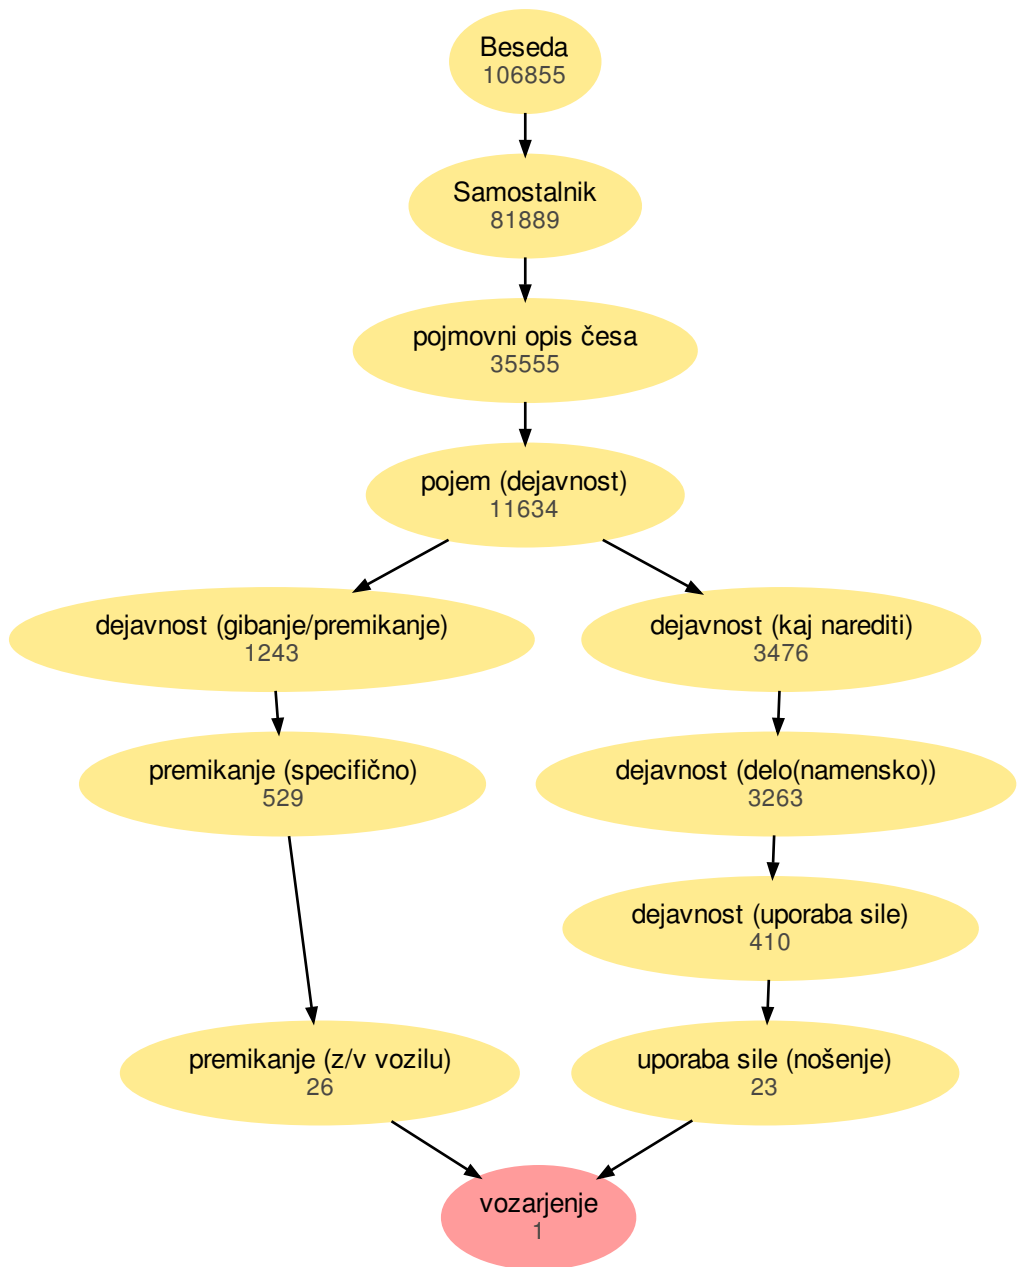 Beseda
106855
Samostalnik
81889
pojmovni opis česa
35555
pojem (dejavnost)
11634
dejavnost (gibanje/premikanje)
1243
dejavnost (kaj narediti)
3476
premikanje (specifično)
529
dejavnost (delo(namensko))
3263
dejavnost (uporaba sile)
410
premikanje (z/v vozilu)
26
uporaba sile (nošenje)
23
vozarjenje
1